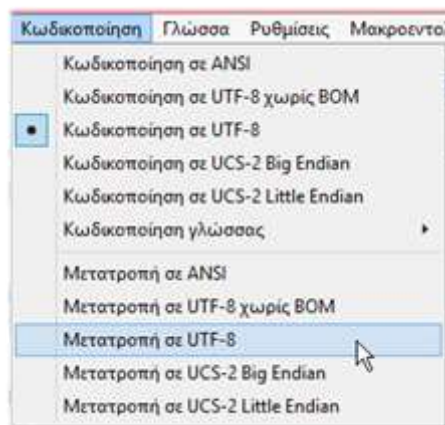 Κωδικοποίηση Γλώσσα Ρυθμίσεις Μακροεντο
Κωδικοποίηση σε ANSI
Κωδικοποίηση σε UTF-8 χωρίς BOM
Κωδικοποίηση σε UTF-8
Κωδικοποίηση σε UCS-2 Big Endian
Κωδικοποίηση σε UCS-2 Little Endian
Κωδικοποίηση γλώσσας
Μετατροπή σε ANSI
Μετατροπή σε UTF-8 χωρίς BOM
Μετατροπή σε UTF-8
Μετατροπή σε UCS-2 Big Endian
Μετατροπή σε UCS-2 Little Endian